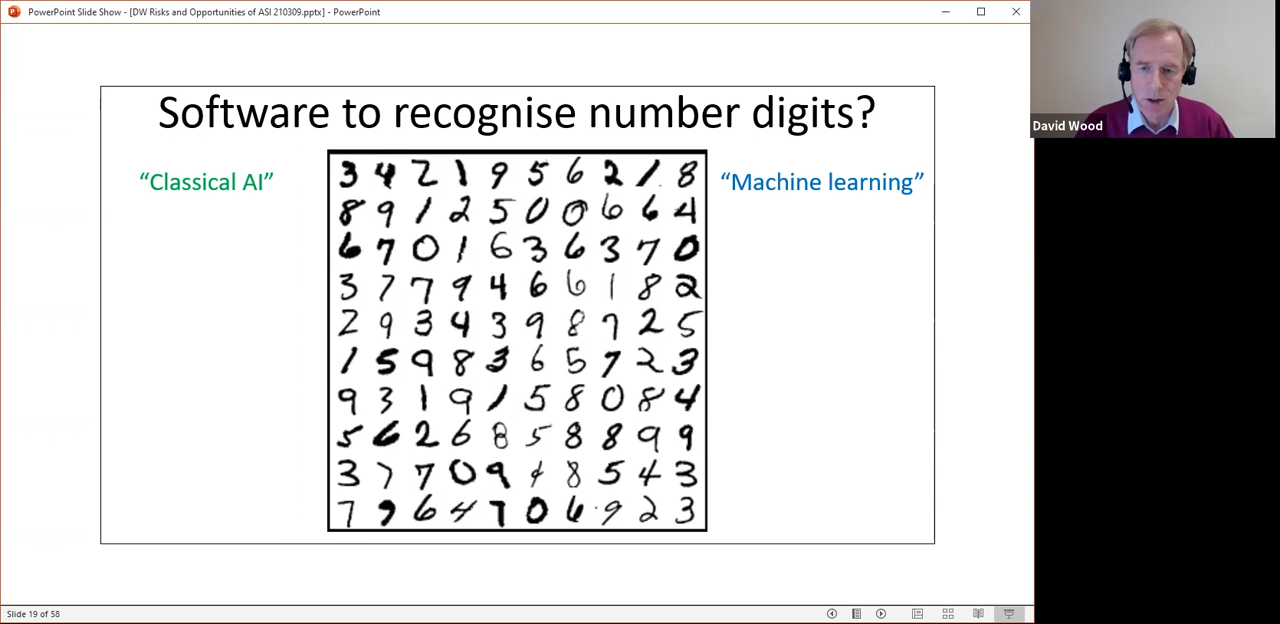 PowerPoint Slide Show - [DW Risks and Opportunities of ASI 210309.pptx] - PowerPoint
Software to recognise number digits?
“Classical AI”
“Machine learning”
3 4 2 1 9 5 6 2 1 8
8 9 1 2 5 0 0 6 6 4
6 7 0 1 6 3 6 3 7 0
3 7 7 9 4 6 6 1 8 2
2 9 3 4 3 9 8 7 2 5
1 5 9 8 3 6 5 7 2 3
9 3 1 9 1 5 8 0 8 4
5 6 2 6 8 5 8 8 9 9
3 7 7 0 9 4 8 5 4 3
7 9 6 4 7 0 6 9 2 3
Slide 19 of 58
David Wood